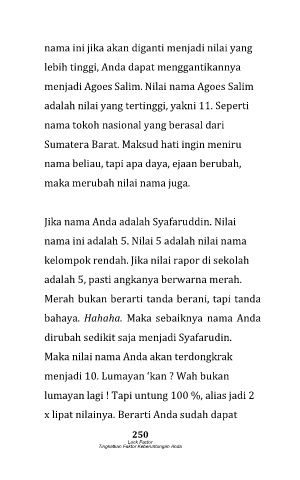 nama ini jika akan diganti menjadi nilai yang
lebih tinggi, Anda dapat menggantikannya
menjadi Agoes Salim. Nilai nama Agoes Salim
adalah nilai yang tertinggi, yakni 11. Seperti
nama tokoh nasional yang berasal dari
Sumatera Barat. Maksud hati ingin meniru
nama beliau, tapi apa daya, ejaan berubah,
maka merubah nilai nama juga.
Jika nama Anda adalah Syafaruddin. Nilai
nama ini adalah 5. Nilai 5 adalah nilai nama
kelompok rendah. Jika nilai rapor di sekolah
adalah 5, pasti angkanya berwarna merah.
Merah bukan berarti tanda berani, tapi tanda
bahaya. Hahaha. Maka sebaiknya nama Anda
dirubah sedikit saja menjadi Syafarudin.
Maka nilai nama Anda akan terdongkrak
menjadi 10. Lumayan ‘kan ? Wah bukan
lumayan lagi ! Tapi untung 100 %, alias jadi 2
x lipat nilainya. Berarti Anda sudah dapat
250
Luck Factor
Tingkatkan Faktor Keberuntungan Anda